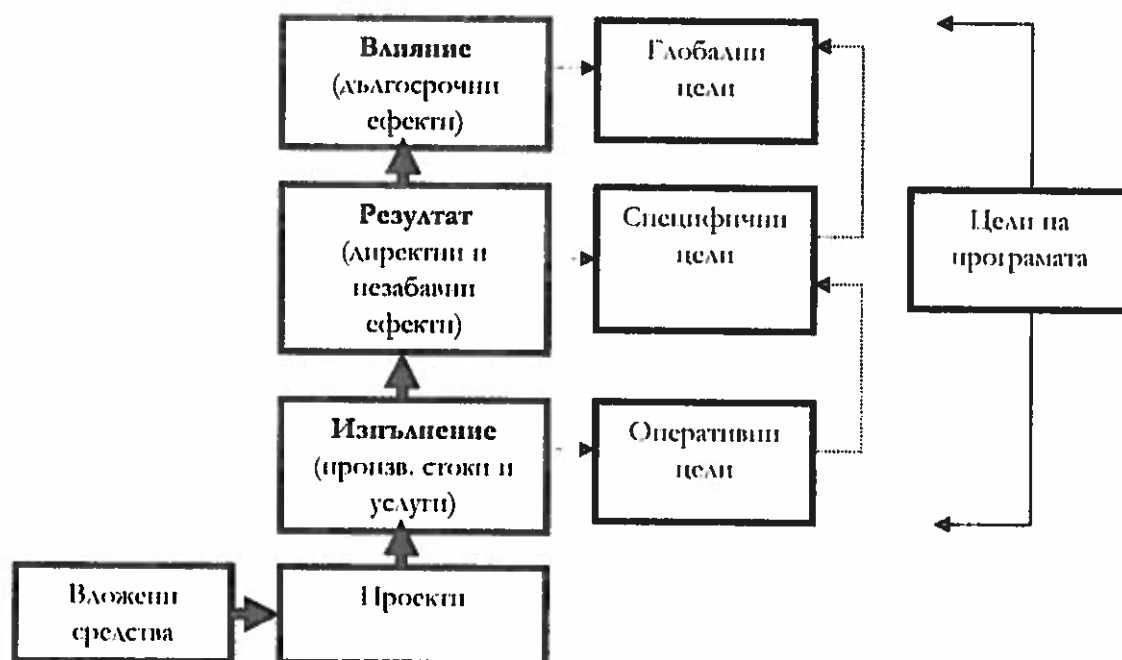 Влияние
(дългосрочни
ефекти)
Глобални
цели
Резултат
(директни и
незабавни
ефекти)
Специфични
цели
Цели на
програмата
Изпълнение
(произв. стоки и
услуги)
Оперативни
цели
Вложени
средства
Проекти